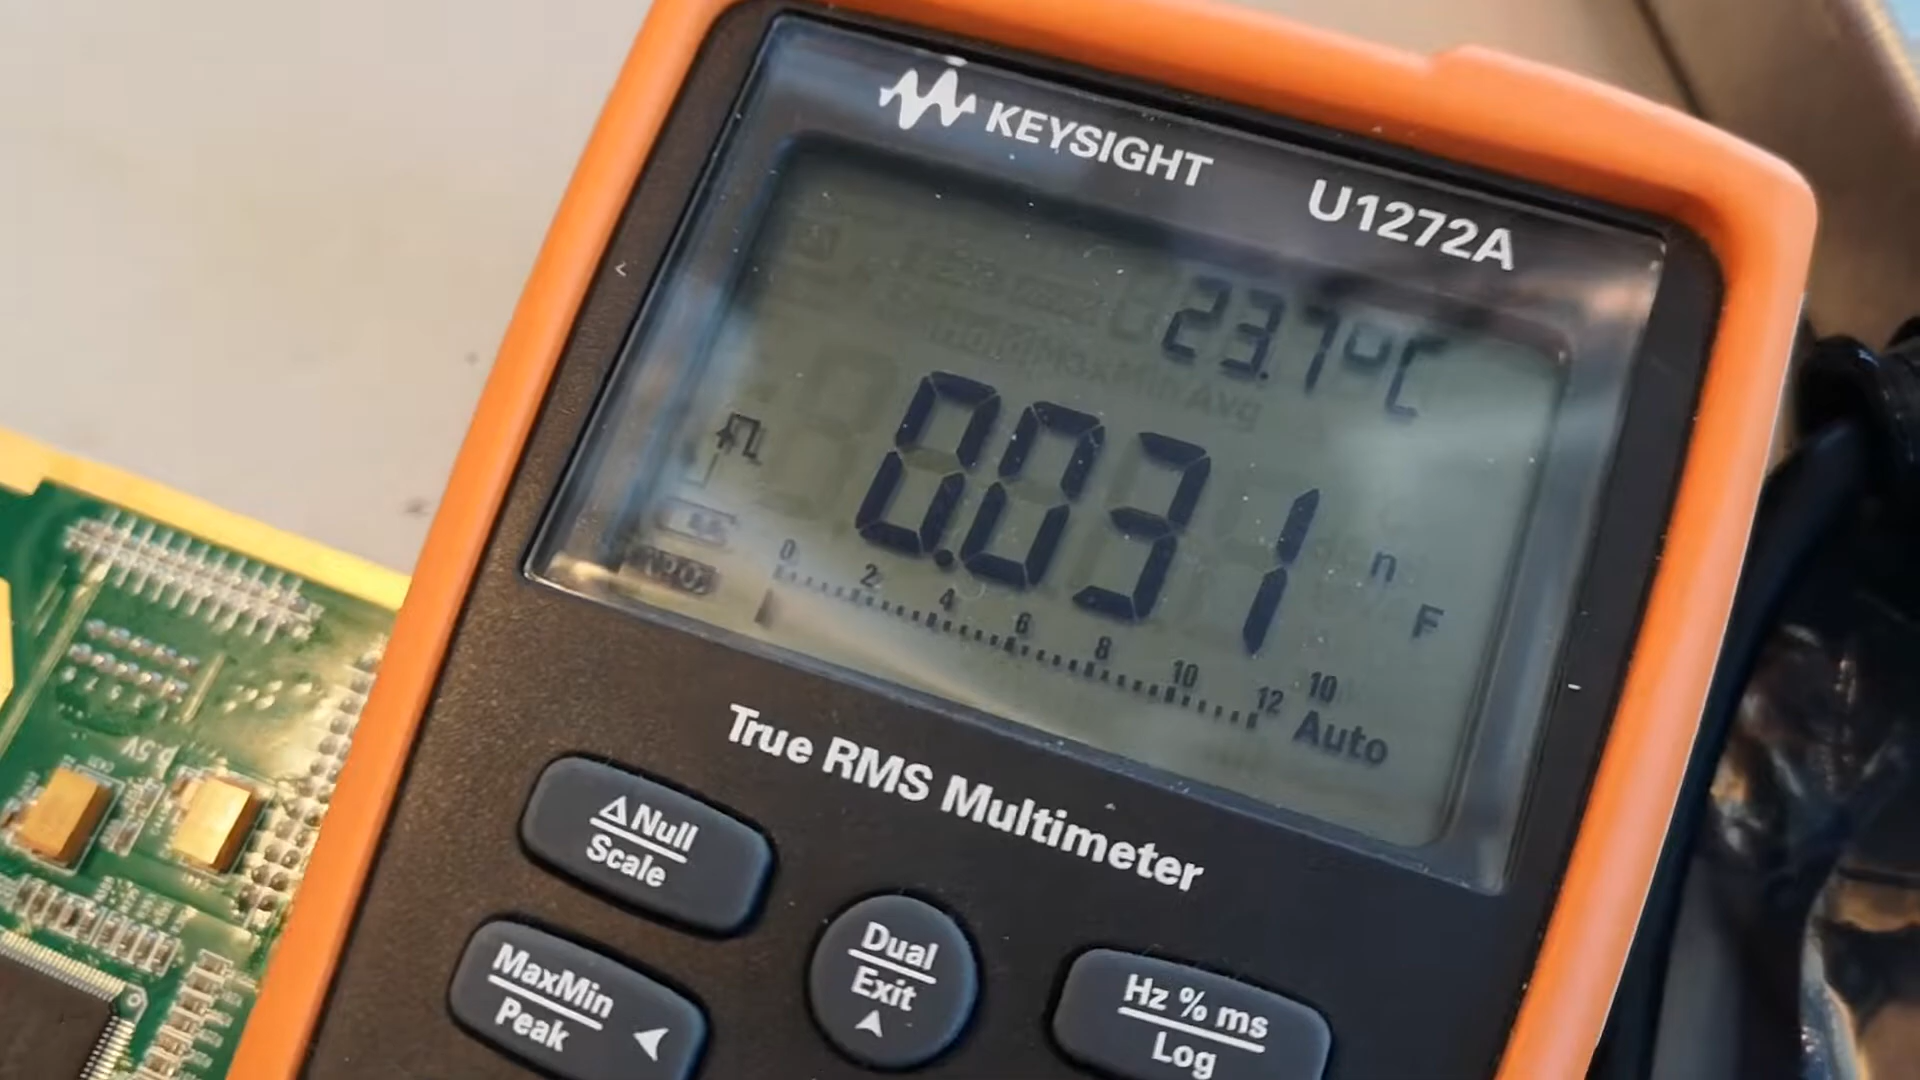 KEYSIGHT
U1272A
23.7°C
0.031 n F
0 2 4 6 8 10 12 10
Auto
True RMS Multimeter
ΔNull
Scale
MaxMin
Peak
Dual
Exit
Hz % ms
Log